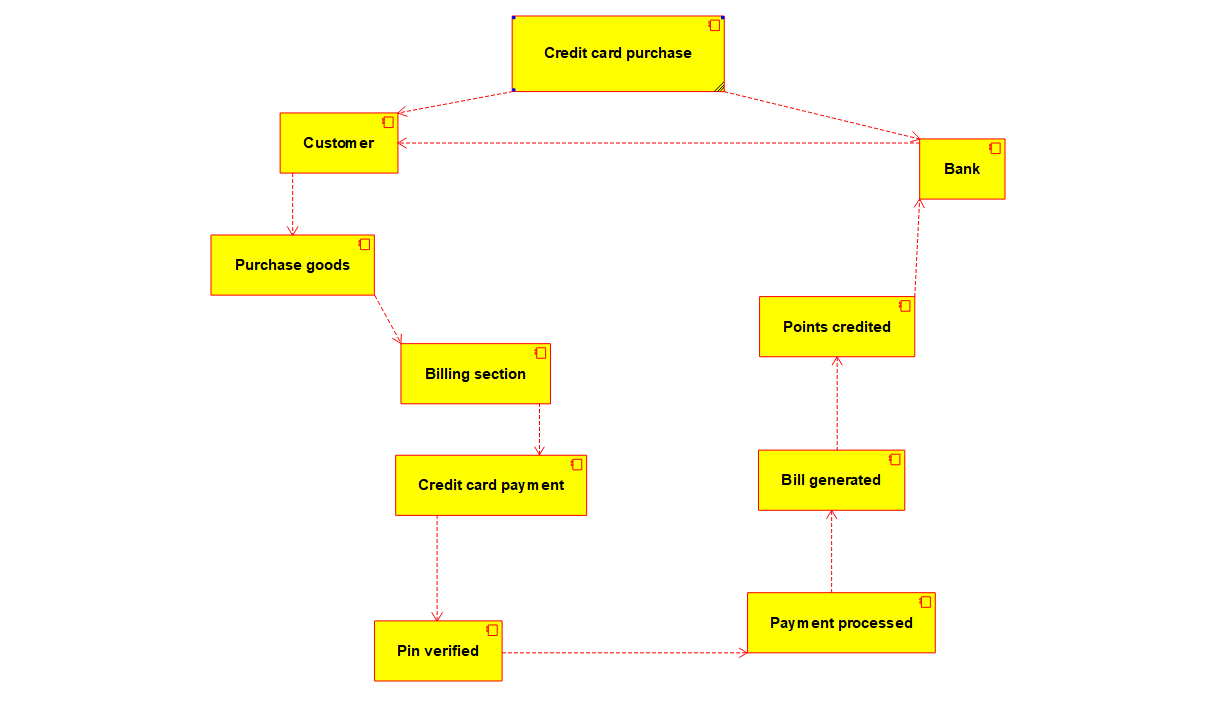 Credit card purchase
Customer
Bank
Purchase goods
Points credited
Billing section
Credit card payment
Bill generated
Payment processed
Pin verified